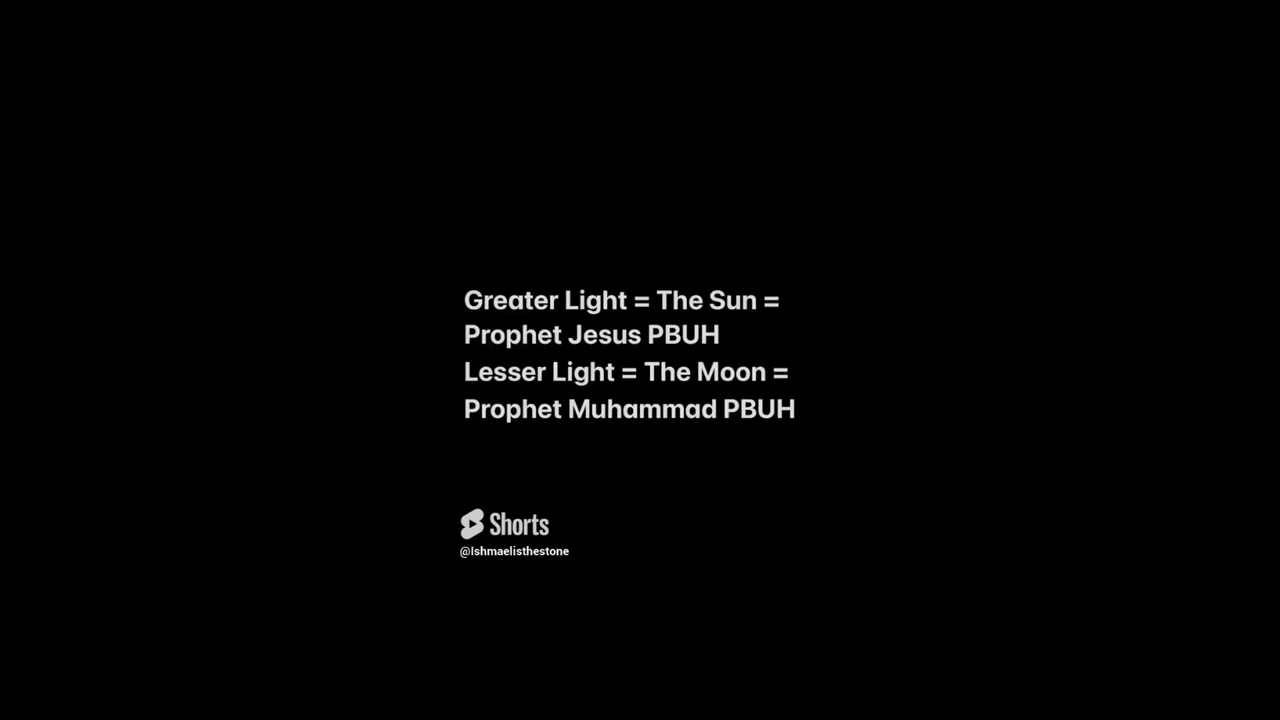 Greater Light = The Sun =
Prophet Jesus PBUH
Lesser Light = The Moon =
Prophet Muhammad PBUH
Shorts
@Ishmaelisthestone